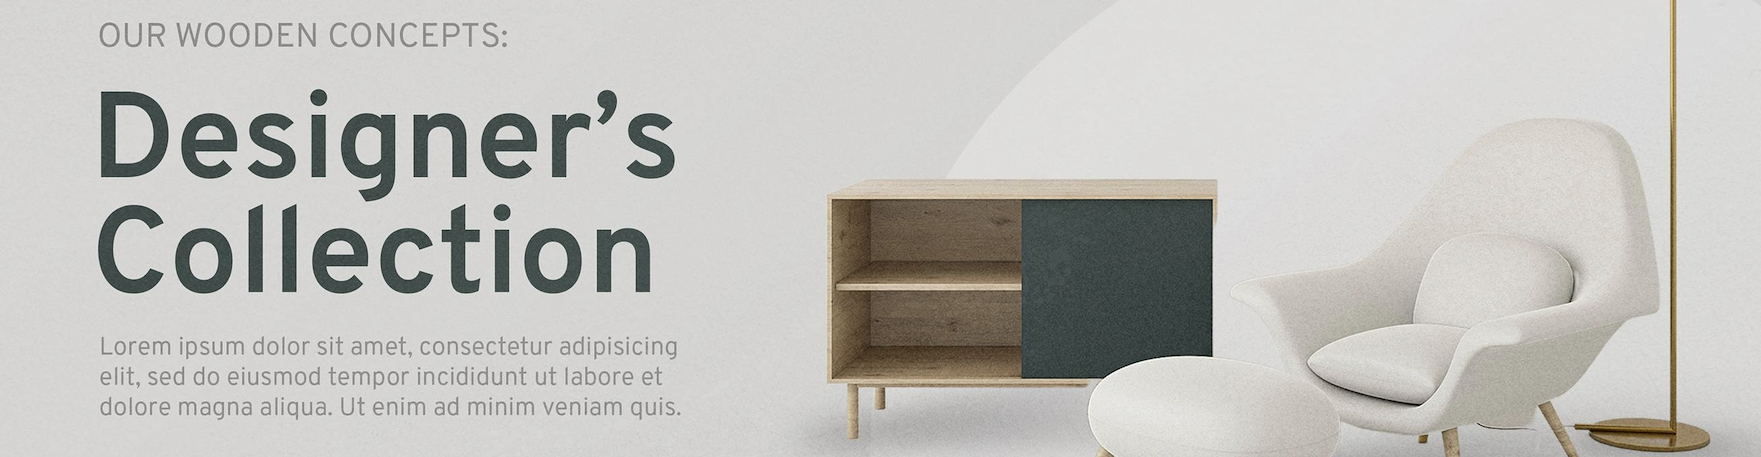 OUR WOODEN CONCEPTS:
Designer’s
Collection
Lorem ipsum dolor sit amet, consectetur adipisicing
elit, sed do eiusmod tempor incididunt ut labore et
dolore magna aliqua. Ut enim ad minim veniam quis.